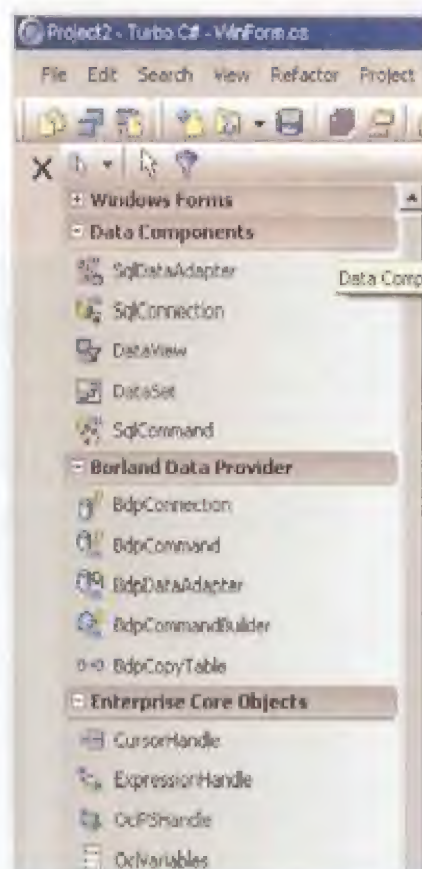 Project2 - Turbo C# - WinForm.cs
File Edit Search View Refactor Project
Windows Forms
Data Components
SqlDataAdapter
Data Comp
SqlConnection
DataView
DataSet
SqlCommand
Borland Data Provider
BdpConnection
BdpCommand
BdpDataAdapter
BdpCommandBuilder
BdpCopyTable
Enterprise Core Objects
CursorHandle
ExpressionHandle
OclPSHandle
OclVariables